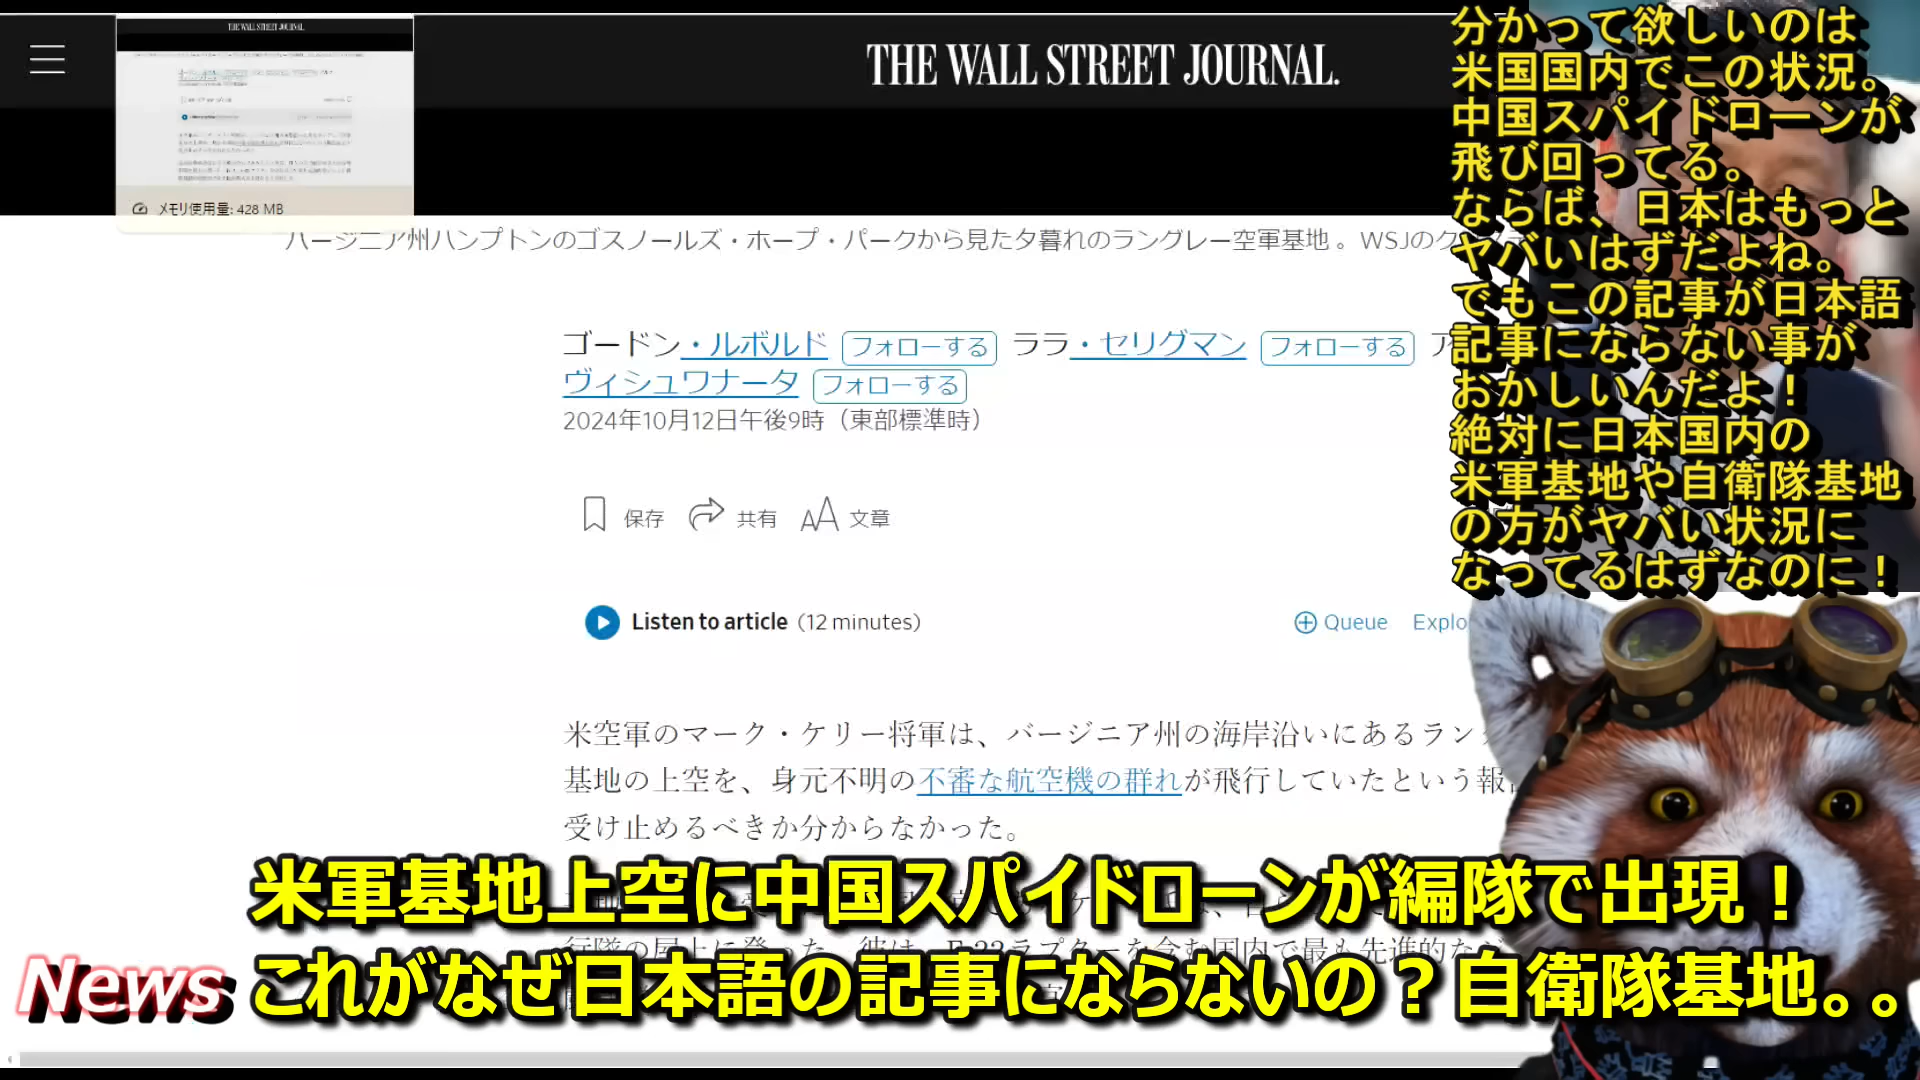 THE WALL STREET JOURNAL.
THE WALL STREET JOURNAL.
メモリ使用量: 428 MB
バージニア州ハンプトンのゴスノールズ・ホープ・パークから見た夕暮れのラングレー空軍基地 。WSJの
ゴードン・ルボルド フォローする ララ・セリグマン フォローする
ヴィシュワナータ フォローする
2024年10月12日午後9時（東部標準時）
保存 共有 文章
Listen to article (12 minutes)
Queue Explo
米空軍のマーク・ケリー将軍は、バージニア州の海岸沿いにあるラン
基地の上空を、身元不明の不審な航空機の群れが飛行していたという報
受け止めるべきか分からなかった。
分かって欲しいのは
米国国内でこの状況。
中国スパイドローンが
飛び回ってる。
ならば、日本はもっと
ヤバいはずだよね。
でもこの記事が日本語
記事にならない事が
おかしいんだよ！
絶対に日本国内の
米軍基地や自衛隊基地
の方がヤバい状況に
なってるはずなのに！
米軍基地上空に中国スパイドローンが編隊で出現！
News
これがなぜ日本語の記事にならないの？自衛隊基地。。